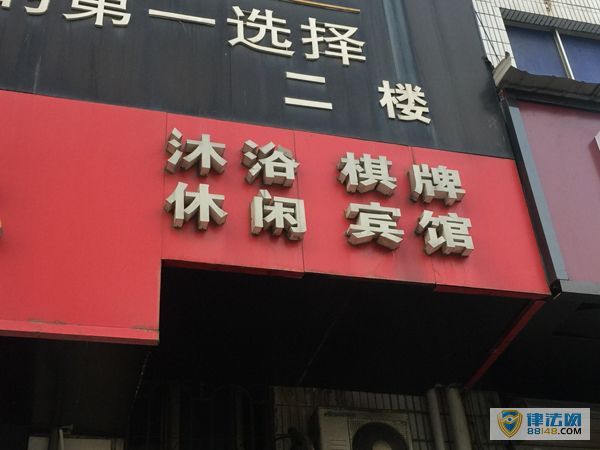 的第一选择
二楼
沐浴 棋牌
休闲 宾馆
律法网
88148.COM